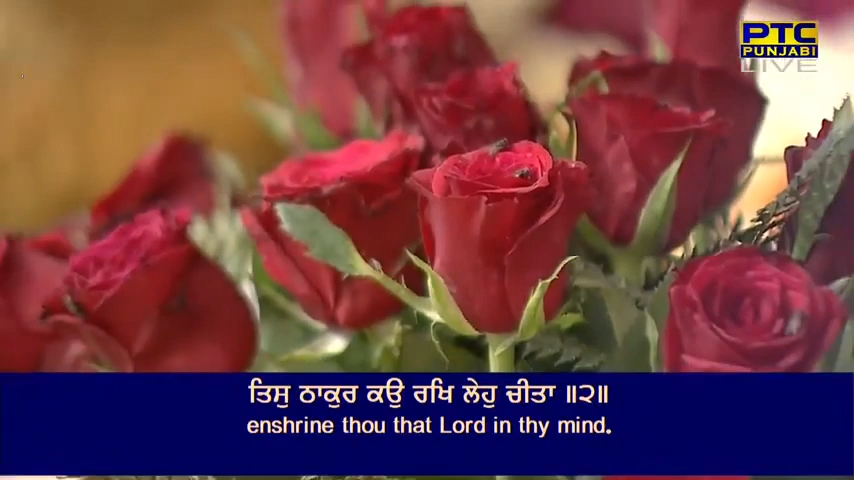 PTC
PUNJABI
LIVE
ਤਿਸੁ ਠਾਕੁਰ ਕਉ ਰਖਿ ਲੇਹੁ ਚੀਤਾ ॥੨॥
enshrine thou that Lord in thy mind.